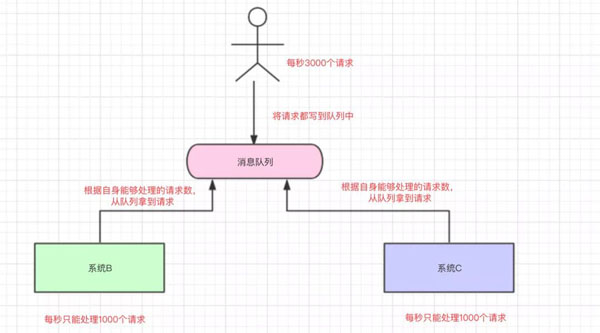 每秒3000个请求
将请求都写到队列中
消息队列
根据自身能够处理的请求数,
从队列拿到请求
根据自身能够处理的请求数,
从队列拿到请求
系统B
系统C
每秒只能处理1000个请求
每秒只能处理1000个请求